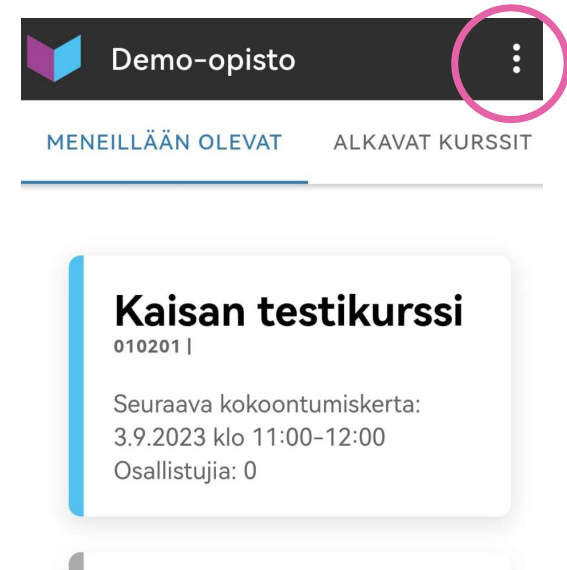 Demo-opisto
MENEILLÄÄN OLEVAT ALKAVAT KURSSIT
Kaisan testikurssi
010201 |
Seuraava kokoontumiskerta:
3.9.2023 klo 11:00-12:00
Osallistujia: 0